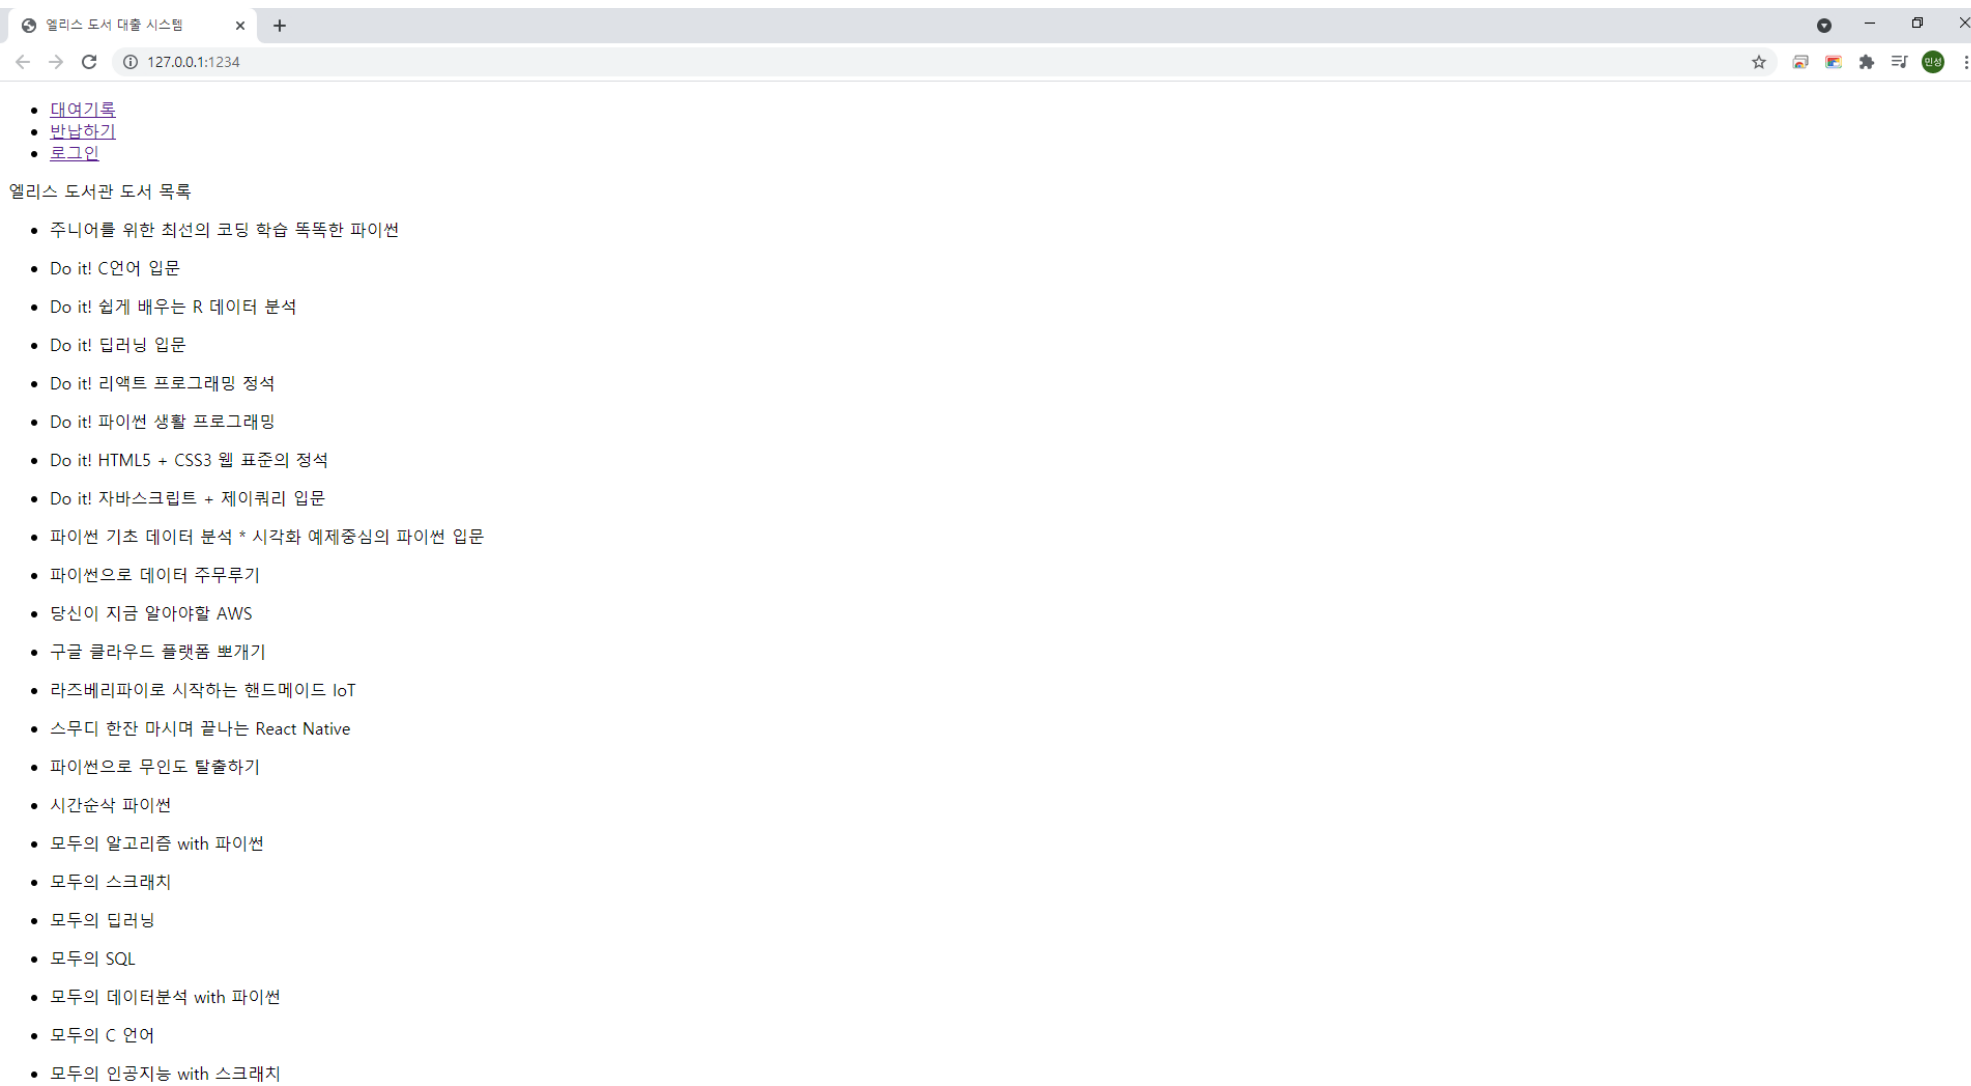 엘리스 도서 대출 시스템
127.0.0.1:1234
민성
대여기록
반납하기
로그인
엘리스 도서관 도서 목록
주니어를 위한 최선의 코딩 학습 똑똑한 파이썬
Do it! C언어 입문
Do it! 쉽게 배우는 R 데이터 분석
Do it! 딥러닝 입문
Do it! 리액트 프로그래밍 정석
Do it! 파이썬 생활 프로그래밍
Do it! HTML5 + CSS3 웹 표준의 정석
Do it! 자바스크립트 + 제이쿼리 입문
파이썬 기초 데이터 분석 * 시각화 예제중심의 파이썬 입문
파이썬으로 데이터 주무루기
당신이 지금 알아야할 AWS
구글 클라우드 플랫폼 뽀개기
라즈베리파이로 시작하는 핸드메이드 IoT
스무디 한잔 마시며 끝나는 React Native
파이썬으로 무인도 탈출하기
시간순삭 파이썬
모두의 알고리즘 with 파이썬
모두의 스크래치
모두의 딥러닝
모두의 SQL
모두의 데이터분석 with 파이썬
모두의 C 언어
모두의 인공지능 with 스크래치